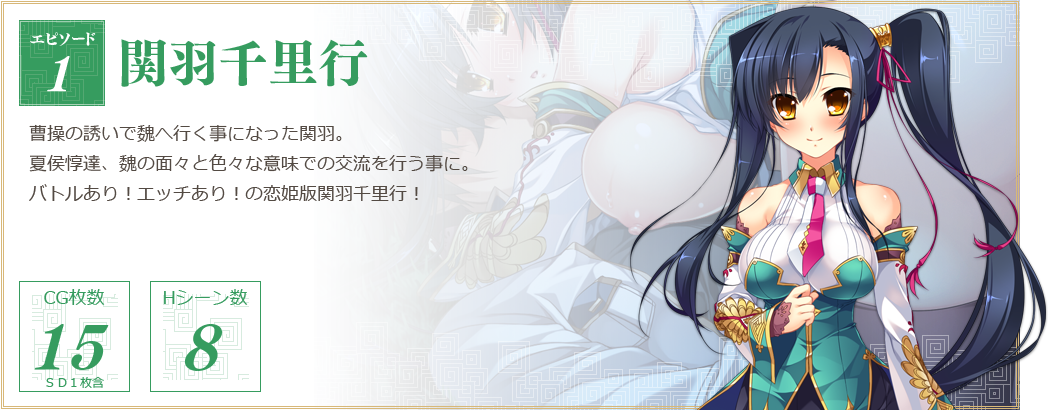 エピソード
1
関羽千里行
曹操の誘いで魏へ行く事になった関羽。
夏侯惇達、魏の面々と色々な意味での交流を行う事に。
バトルあり！エッチあり！の恋姫版関羽千里行！
CG枚数
15
ＳＤ１枚含
Hシーン数
8